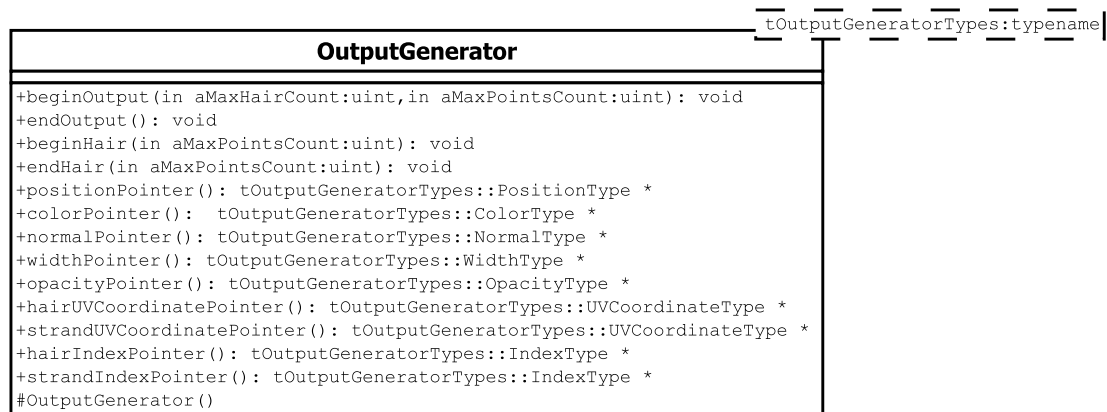 tOutputGeneratorTypes:typename
OutputGenerator
+beginOutput(in aMaxHairCount:uint,in aMaxPointsCount:uint): void
+endOutput(): void
+beginHair(in aMaxPointsCount:uint): void
+endHair(in aMaxPointsCount:uint): void
+positionPointer(): tOutputGeneratorTypes::PositionType *
+colorPointer():  tOutputGeneratorTypes::ColorType *
+normalPointer(): tOutputGeneratorTypes::NormalType *
+widthPointer(): tOutputGeneratorTypes::WidthType *
+opacityPointer(): tOutputGeneratorTypes::OpacityType *
+hairUVCoordinatePointer(): tOutputGeneratorTypes::UVCoordinateType *
+strandUVCoordinatePointer(): tOutputGeneratorTypes::UVCoordinateType *
+hairIndexPointer(): tOutputGeneratorTypes::IndexType *
+strandIndexPointer(): tOutputGeneratorTypes::IndexType *
#OutputGenerator()